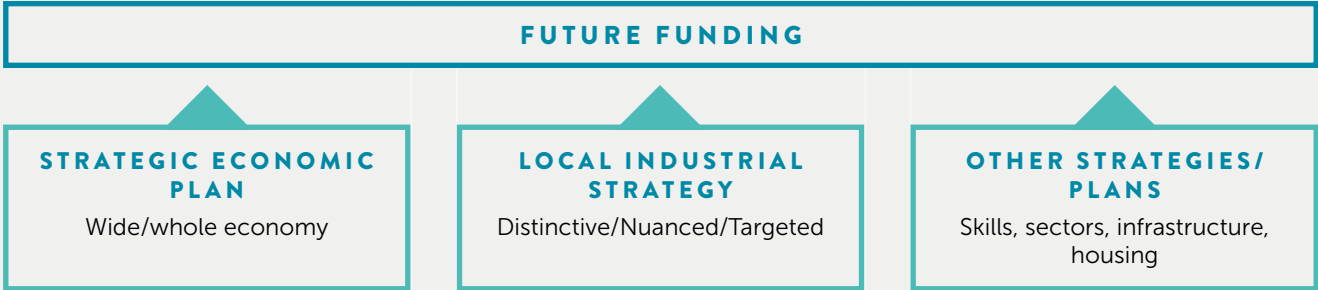 FUTURE FUNDING
STRATEGIC ECONOMIC
PLAN
Wide/whole economy
LOCAL INDUSTRIAL
STRATEGY
Distinctive/Nuanced/Targeted
OTHER STRATEGIES/
PLANS
Skills, sectors, infrastructure,
housing